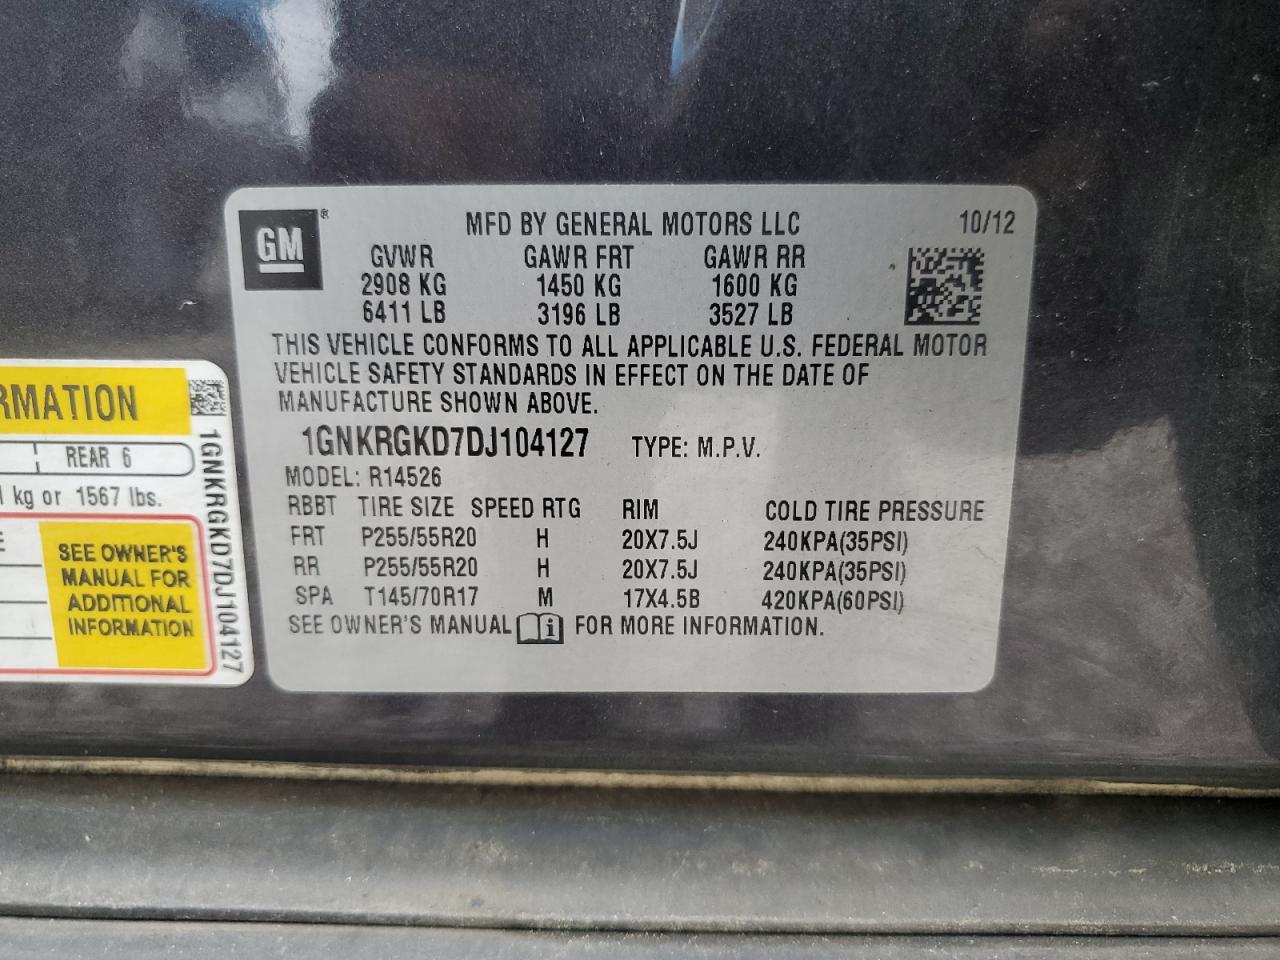 GM®
MFD BY GENERAL MOTORS LLC 10/12
GVWR GAWR FRT GAWR RR
2908 KG 1450 KG 1600 KG
6411 LB 3196 LB 3527 LB
THIS VEHICLE CONFORMS TO ALL APPLICABLE U.S. FEDERAL MOTOR
VEHICLE SAFETY STANDARDS IN EFFECT ON THE DATE OF
MANUFACTURE SHOWN ABOVE.
1GNKRGKD7DJ104127 TYPE: M.P.V.
MODEL: R14526
RBBT TIRE SIZE SPEED RTG RIM COLD TIRE PRESSURE
FRT P255/55R20 H 20X7.5J 240KPA(35PSI)
RR P255/55R20 H 20X7.5J 240KPA(35PSI)
SPA T145/70R17 M 17X4.5B 420KPA(60PSI)
SEE OWNER'S MANUAL i FOR MORE INFORMATION.
RMATION
REAR 6
kg or 1567 lbs.
SEE OWNER'S
MANUAL FOR
ADDITIONAL
INFORMATION
1GNKRGKD7DJ104127